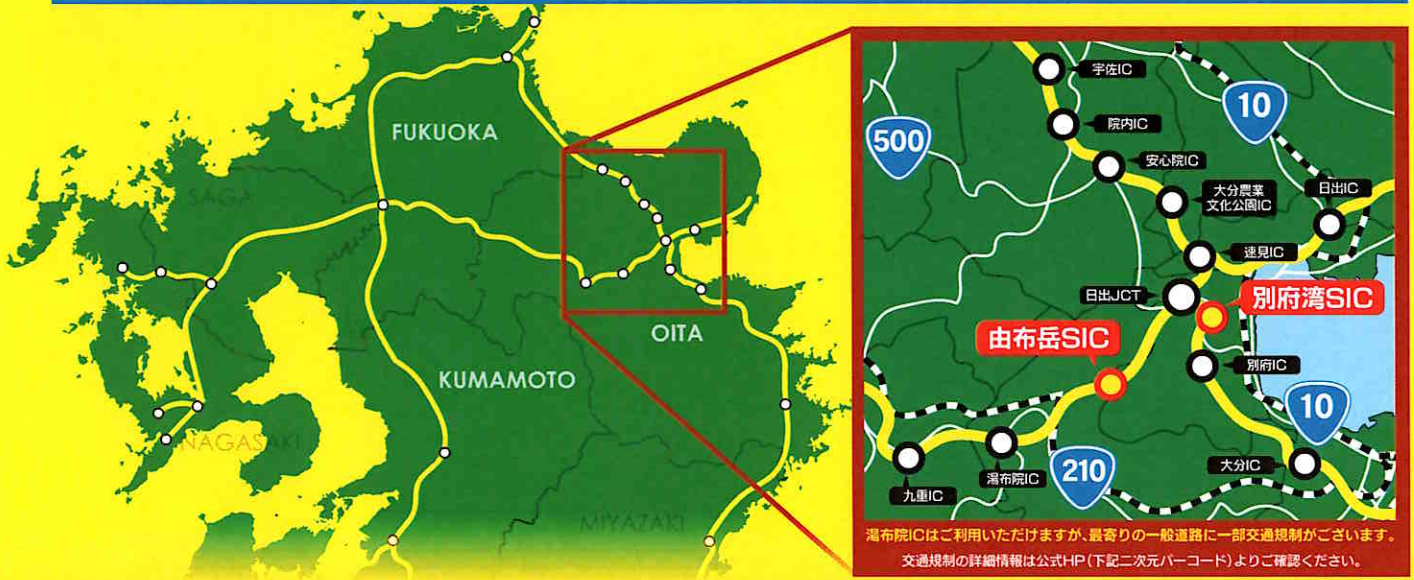 FUKUOKA
SAGA
OITA
KUMAMOTO
NAGASAKI
MIYAZAKI
宇佐IC
10
院内IC
500
安心院IC
大分農業
文化公園IC
日出IC
速見IC
日出JCT
別府湾SIC
由布岳SIC
別府IC
10
湯布院IC
210
大分IC
九重IC
湯布院ICはご利用いただけますが、最寄りの一般道路に一部交通規制がございます。
交通規制の詳細情報は公式HP(下記二次元バーコード)よりご確認ください。